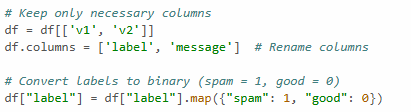 # Keep only necessary columns
df = df[['v1', 'v2']]
df.columns = ['label', 'message']  # Rename columns
# Convert labels to binary (spam = 1, good = 0)
df["label"] = df["label"].map({"spam": 1, "good": 0})